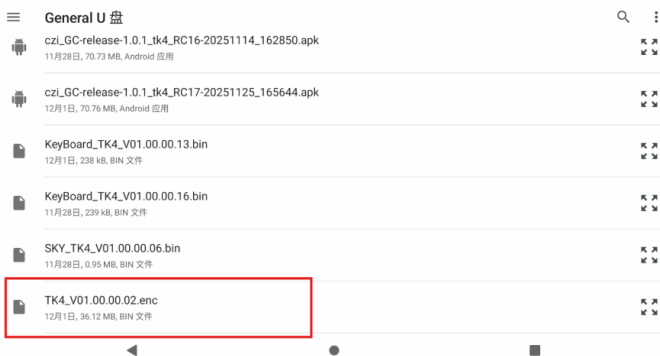 General U 盘
czi_GC-release-1.0.1_tk4_RC16-20251114_162850.apk
11月28日, 70.73 MB, Android 应用
czi_GC-release-1.0.1_tk4_RC17-20251125_165644.apk
12月1日, 70.76 MB, Android 应用
KeyBoard_TK4_V01.00.00.13.bin
12月1日, 238 kB, BIN 文件
KeyBoard_TK4_V01.00.00.16.bin
11月28日, 239 kB, BIN 文件
SKY_TK4_V01.00.00.06.bin
11月28日, 0.95 MB, BIN 文件
TK4_V01.00.00.02.enc
12月1日, 36.12 MB, BIN 文件